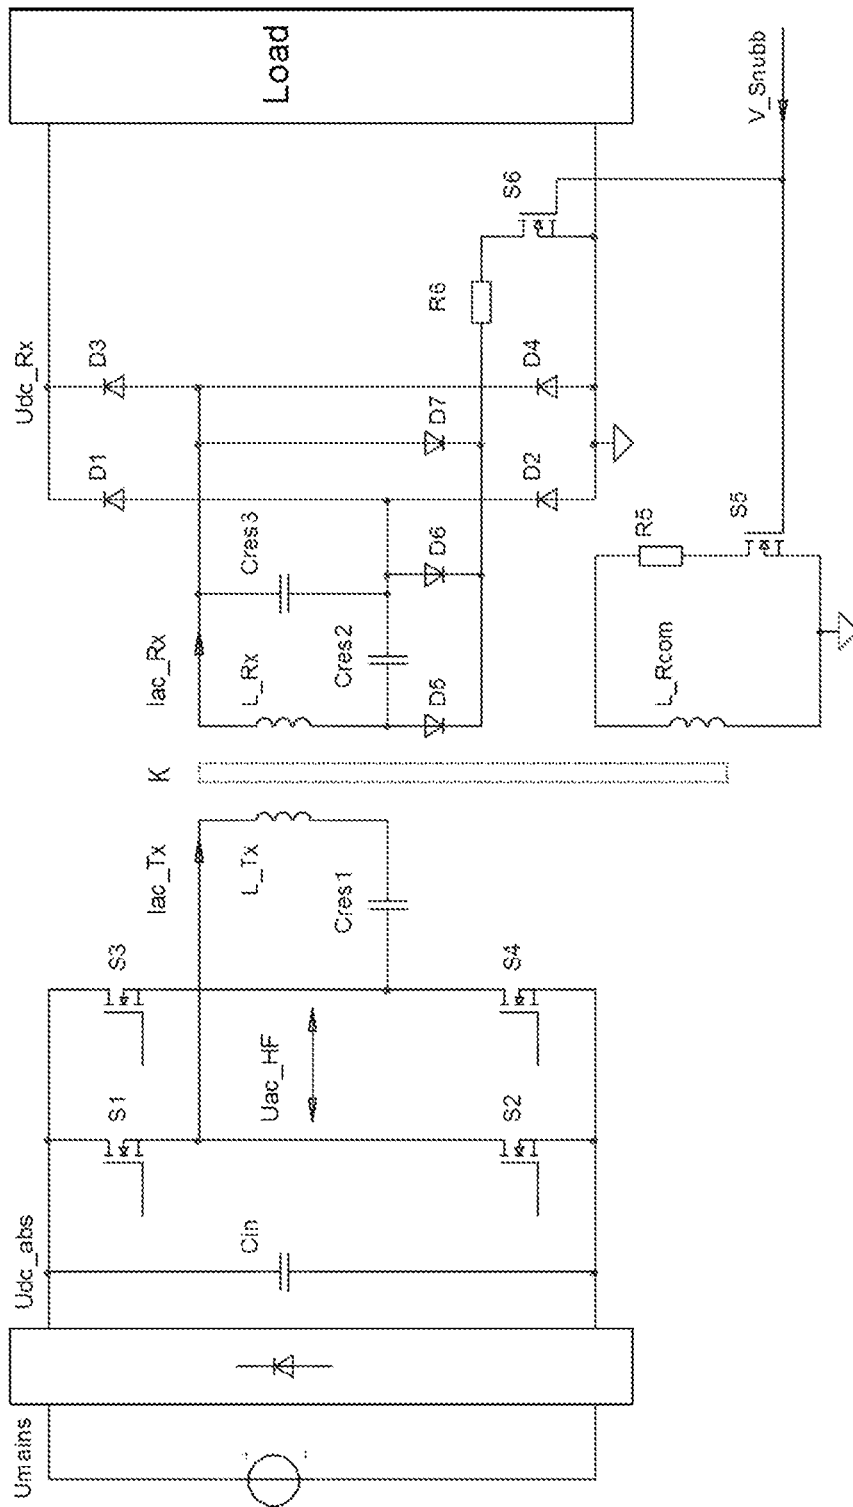 Umains
Udc_abs
Cin
S1
S3
S2
S4
Uac_HF
Iac_Tx
L_Tx
Cres1
K
Iac_Rx
L_Rx
Cres2
Cres3
D5
D6
D7
D1
D3
D2
D4
Udc_Rx
R6
S6
Load
L_Rcom
R5
S5
V_Snubb